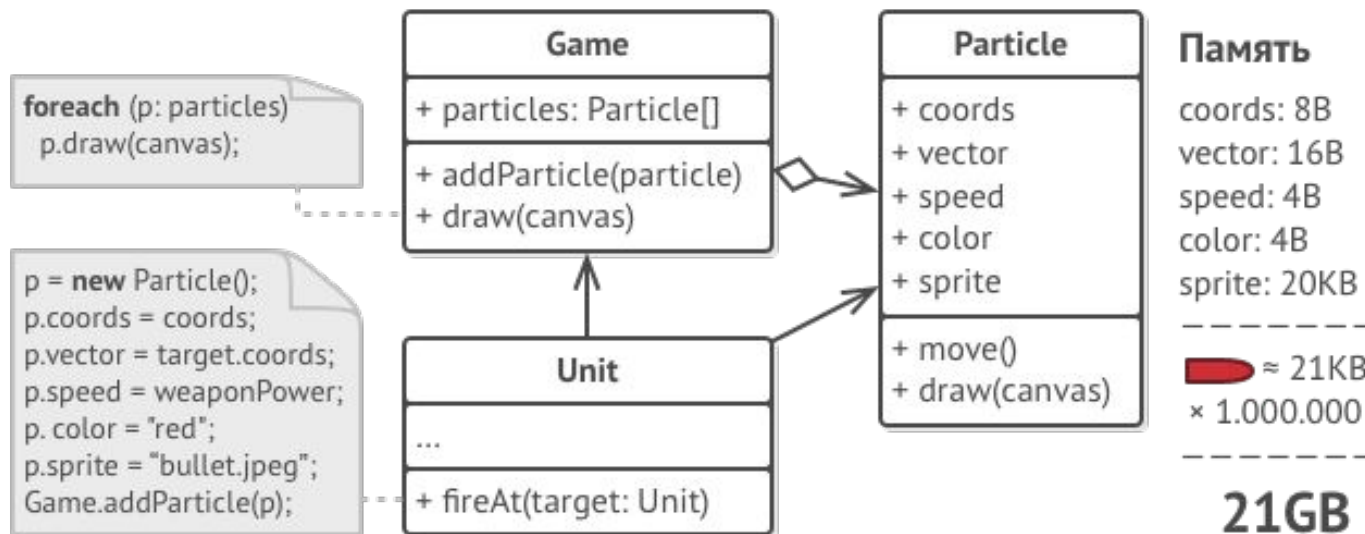 foreach (p: particles)
p.draw(canvas);
p = new Particle();
p.coords = coords;
p.vector = target.coords;
p.speed = weaponPower;
p. color = "red";
p.sprite = "bullet.jpeg";
Game.addParticle(p);
Game
+ particles: Particle[]
+ addParticle(particle)
+ draw(canvas)
Unit
...
+ fireAt(target: Unit)
Particle
+ coords
+ vector
+ speed
+ color
+ sprite
+ move()
+ draw(canvas)
Память
coords: 8B
vector: 16B
speed: 4B
color: 4B
sprite: 20KB
≈ 21KB
× 1.000.000
21GB